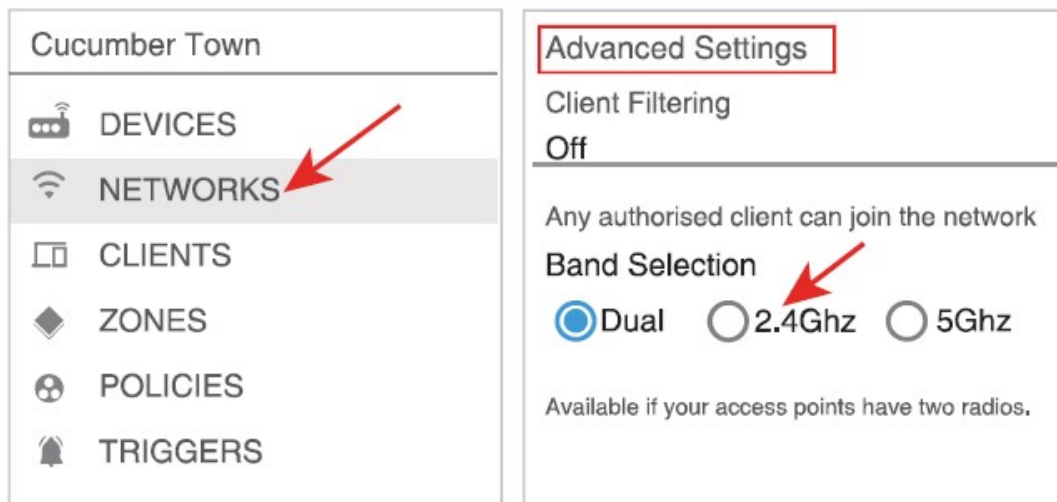 Cucumber Town
DEVICES
NETWORKS
CLIENTS
ZONES
POLICIES
TRIGGERS
Advanced Settings
Client Filtering
Off
Any authorised client can join the network
Band Selection
Dual 2.4Ghz 5Ghz
Available if your access points have two radios.